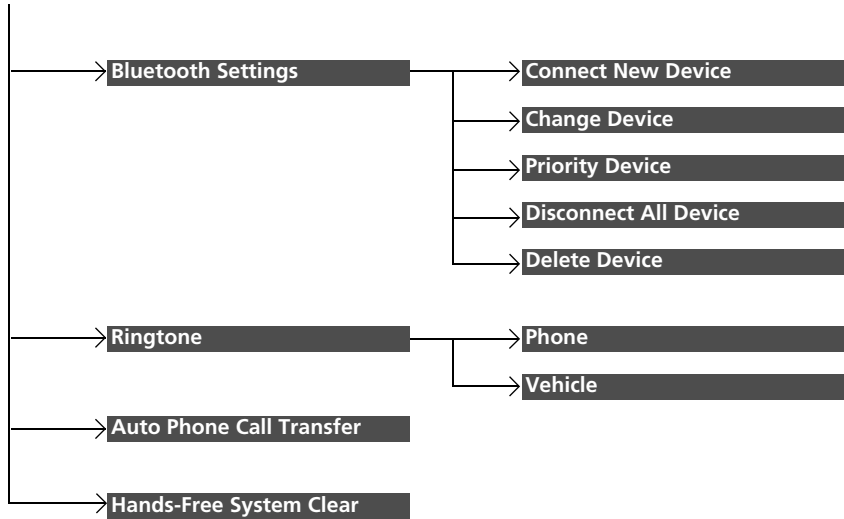 Bluetooth Settings
Connect New Device
Change Device
Priority Device
Disconnect All Device
Delete Device
Ringtone
Phone
Vehicle
Auto Phone Call Transfer
Hands-Free System Clear